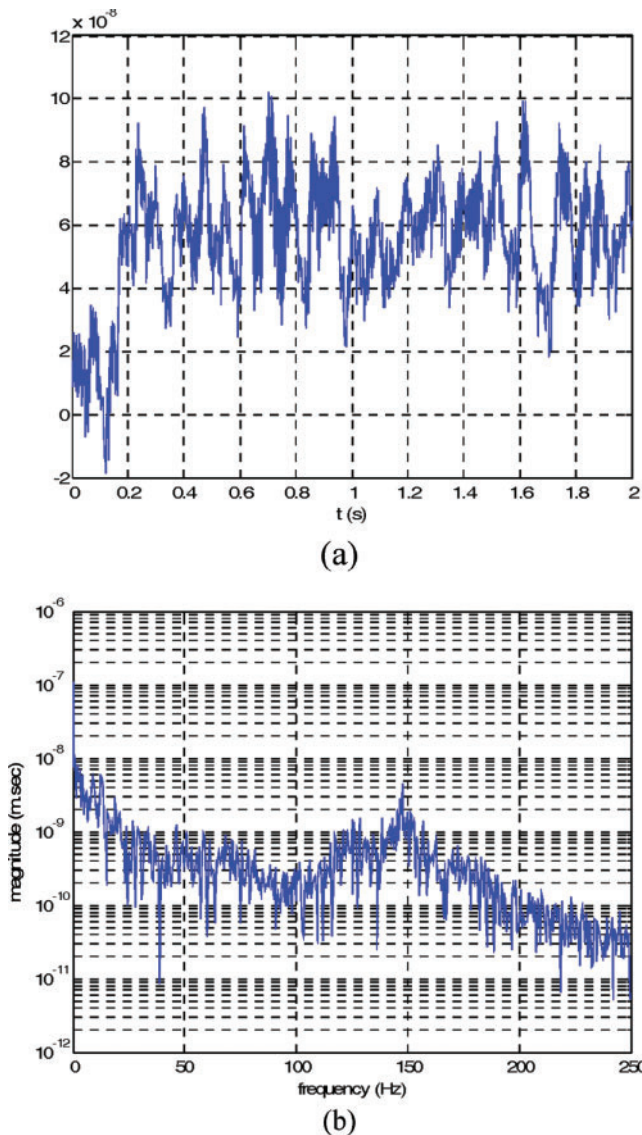 x 10⁻⁸
12
10
8
6
4
2
0
-2
0 0.2 0.4 0.6 0.8 1 1.2 1.4 1.6 1.8 2
t (s)
(a)
10⁻⁶
10⁻⁷
10⁻⁸
10⁻⁹
10⁻¹⁰
10⁻¹¹
10⁻¹²
magnitude (m.sec)
0 50 100 150 200 250
frequency (Hz)
(b)